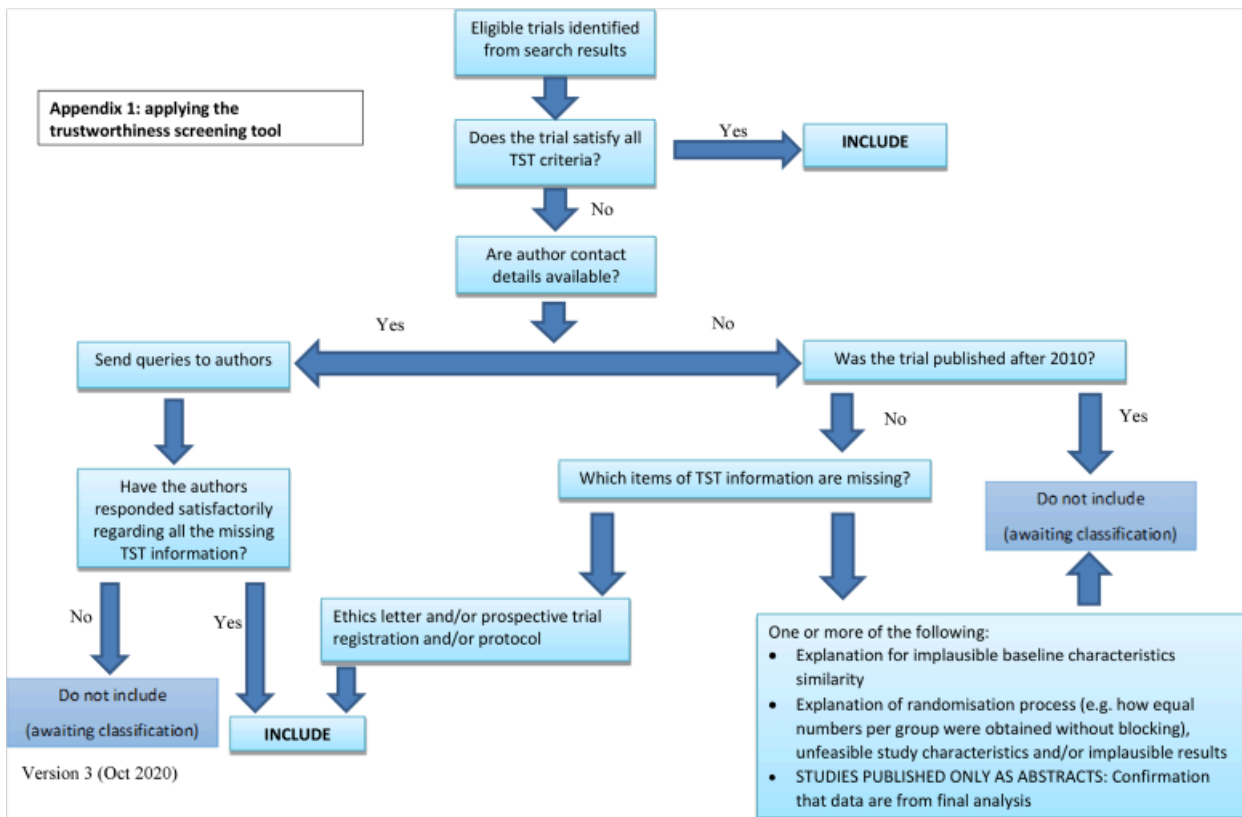 Eligible trials identified
from search results
Appendix 1: applying the
trustworthiness screening tool
Does the trial satisfy all
TST criteria?
Yes
INCLUDE
No
Are author contact
details available?
Yes
No
Send queries to authors
Was the trial published after 2010?
No
Yes
Which items of TST information are missing?
Have the authors
responded satisfactorily
regarding all the missing
TST information?
Do not include
(awaiting classification)
No
Yes
Ethics letter and/or prospective trial
registration and/or protocol
One or more of the following:
• Explanation for implausible baseline characteristics
similarity
• Explanation of randomisation process (e.g. how equal
numbers per group were obtained without blocking),
unfeasible study characteristics and/or implausible results
• STUDIES PUBLISHED ONLY AS ABSTRACTS: Confirmation
that data are from final analysis
Do not include
(awaiting classification)
INCLUDE
Version 3 (Oct 2020)